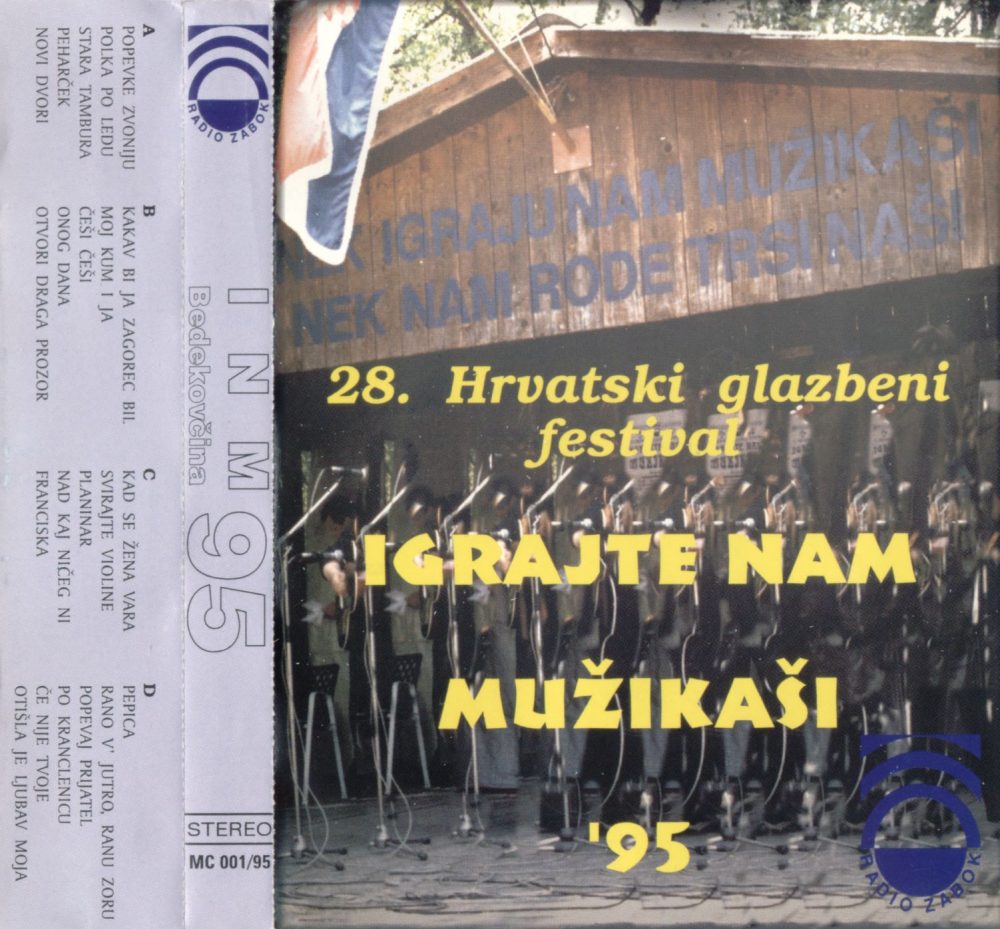 A
POPEVKE ZVONIJU
POLKA PO LEDU
STARA TAMBURA
PEHARČEK
NOVI DVORI
B
KAKAV BI JA ZAGOREC BIL
MOJ KUM I JA
ČEŠI ČEŠI
ONOG DANA
OTVORI DRAGA PROZOR
C
KAD SE ŽENA VARA
SVIRAJTE VIOLINE
PLANINAR
NAD KAJ NIČEG NI
FRANCISKA
D
PEPICA
RANO V' JUTRO, RANU ZORU
POPEVAJ PRIJATEL
PO KRANCLENICU
ČE NIJE TVOJE
OTIŠLA JE LJUBAV MOJA
RADIO ZABOK
I N M 95
Bedekovčina
STEREO
MC 001/95
NEK IGRAJU NAM MUŽIKAŠI
NEK NAM RODE TRSI NAŠI
28. Hrvatski glazbeni
festival
IGRAJTE NAM
MUŽIKAŠI
'95
RADIO ZABOK